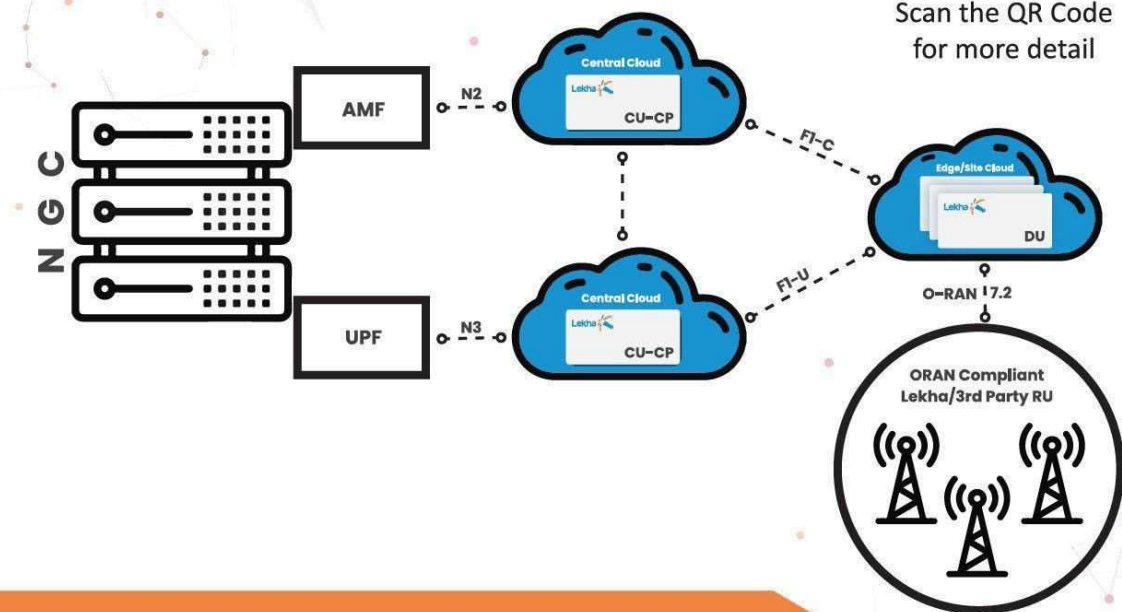 Scan the QR Code
for more detail
N G C
AMF
N2
Central Cloud
Lekha
CU-CP
F1-C
Edge/Site Cloud
Lekha
DU
UPF
N3
Central Cloud
Lekha
CU-CP
F1-U
O-RAN 7.2
ORAN Compliant
Lekha/3rd Party RU